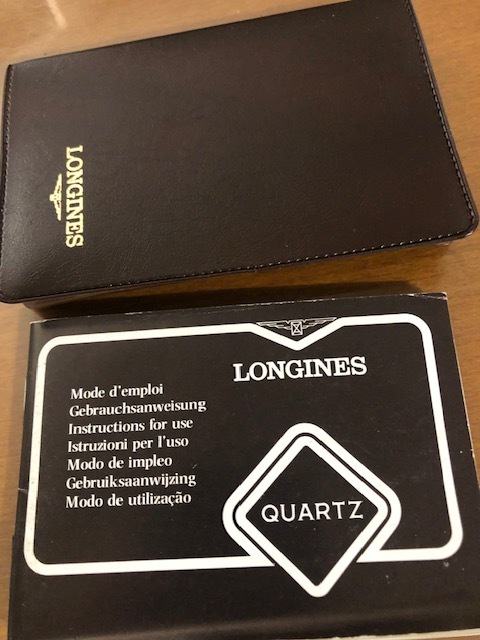 LONGINES
LONGINES
Mode d'emploi
Gebrauchsanweisung
Instructions for use
Istruzioni per l'uso
Modo de impleo
Gebruiksaanwijzing
Modo de utilização
QUARTZ